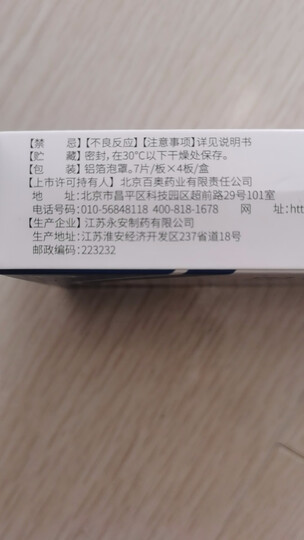 【禁　　忌】【不良反应】【注意事项】详见说明书
【贮　　藏】密封，在30℃以下干燥处保存。
【包　　装】铝箔泡罩。7片/板×4板/盒
【上市许可持有人】北京百奥药业有限责任公司
地　　址：北京市昌平区科技园区超前路29号101室
电话号码：010-56848118 400-818-1678　网　　址：htt
【生产企业】江苏永安制药有限公司
生产地址：江苏淮安经济开发区237省道18号
邮政编码：223232